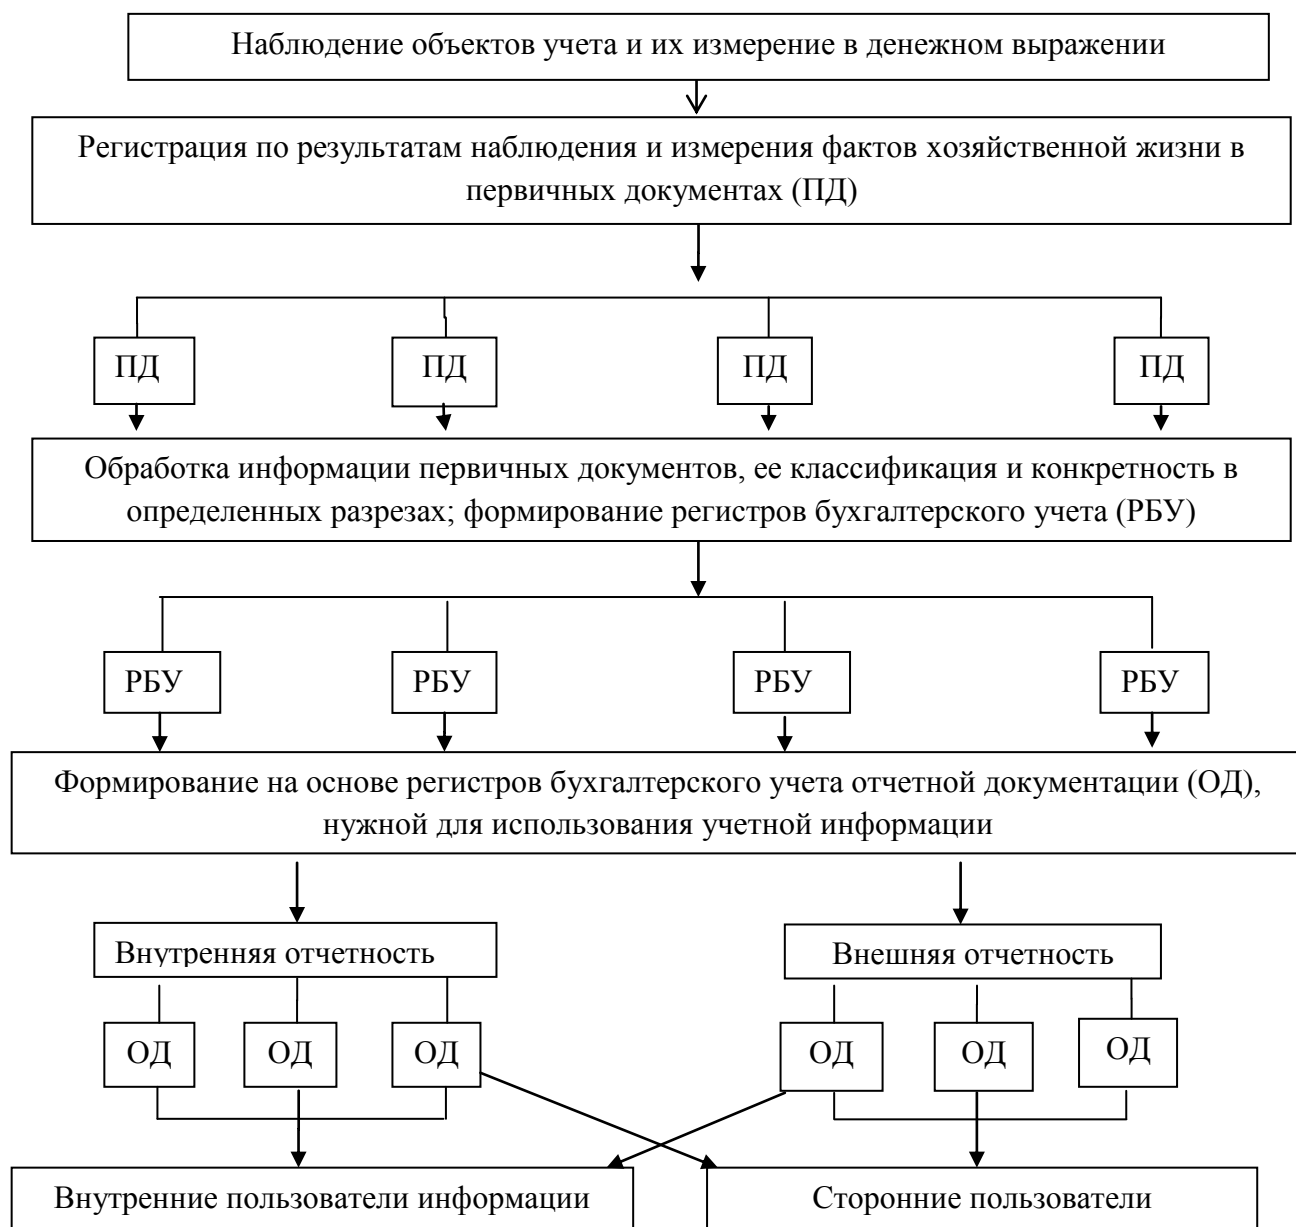 Наблюдение объектов учета и их измерение в денежном выражении
Регистрация по результатам наблюдения и измерения фактов хозяйственной жизни в
первичных документах (ПД)
ПД
ПД
ПД
ПД
Обработка информации первичных документов, ее классификация и конкретность в
определенных разрезах; формирование регистров бухгалтерского учета (РБУ)
РБУ
РБУ
РБУ
РБУ
Формирование на основе регистров бухгалтерского учета отчетной документации (ОД),
нужной для использования учетной информации
Внутренняя отчетность
Внешняя отчетность
ОД
ОД
ОД
ОД
ОД
ОД
Внутренние пользователи информации
Сторонние пользователи